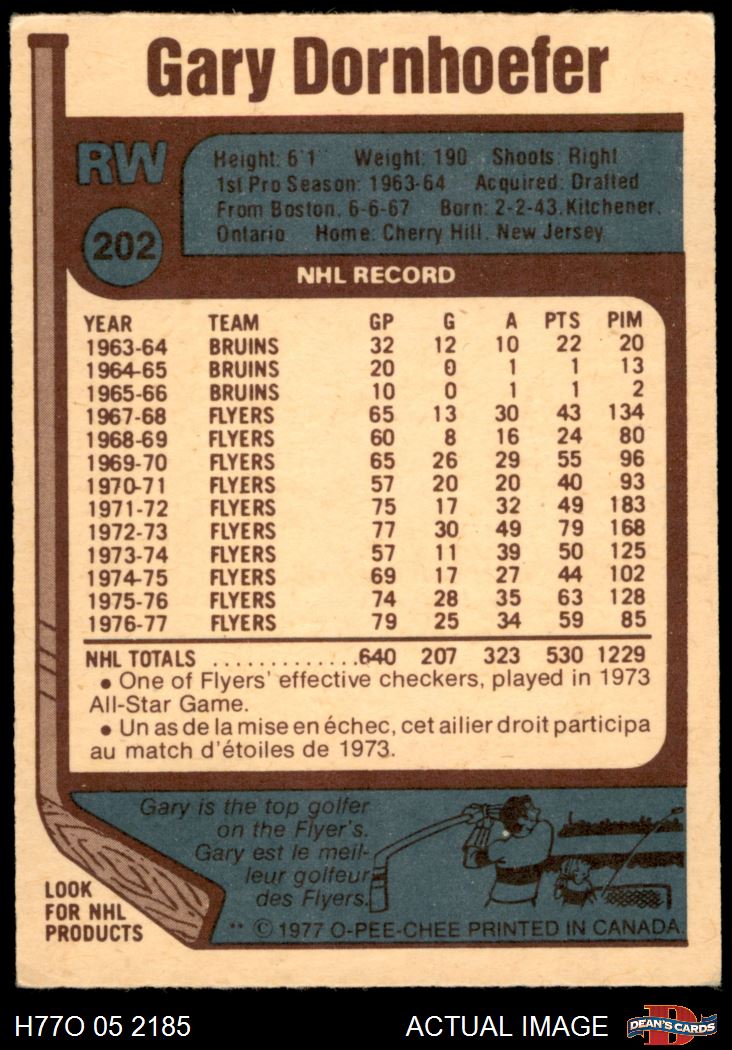 Gary Dornhoefer
RW
202
Height: 6'1" Weight: 190 Shoots: Right
1st Pro Season: 1963-64 Acquired: Drafted
From Boston, 6-6-67 Born: 2-2-43, Kitchener,
Ontario Home: Cherry Hill, New Jersey
NHL RECORD
YEAR TEAM GP G A PTS PIM
1963-64 BRUINS 32 12 10 22 20
1964-65 BRUINS 20 0 1 1 13
1965-66 BRUINS 10 0 1 1 2
1967-68 FLYERS 65 13 30 43 134
1968-69 FLYERS 60 8 16 24 80
1969-70 FLYERS 65 26 29 55 96
1970-71 FLYERS 57 20 20 40 93
1971-72 FLYERS 75 17 32 49 183
1972-73 FLYERS 77 30 49 79 168
1973-74 FLYERS 57 11 39 50 125
1974-75 FLYERS 69 17 27 44 102
1975-76 FLYERS 74 28 35 63 128
1976-77 FLYERS 79 25 34 59 85
NHL TOTALS ............640 207 323 530 1229
• One of Flyers' effective checkers, played in 1973
All-Star Game.
• Un as de la mise en échec, cet ailier droit participa
au match d'étoiles de 1973.
Gary is the top golfer
on the Flyer's.
Gary est le meil-
leur golfeur
des Flyers.
LOOK
FOR NHL
PRODUCTS
** © 1977 O-PEE-CHEE PRINTED IN CANADA.
H77O 05 2185 ACTUAL IMAGE DEAN'S CARDS